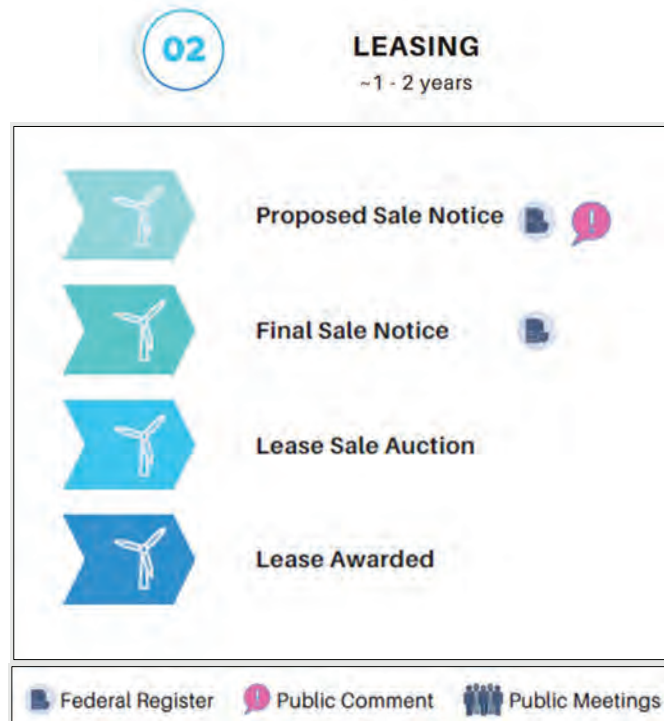 02
LEASING
~1 - 2 years
Proposed Sale Notice
Final Sale Notice
Lease Sale Auction
Lease Awarded
Federal Register Public Comment Public Meetings